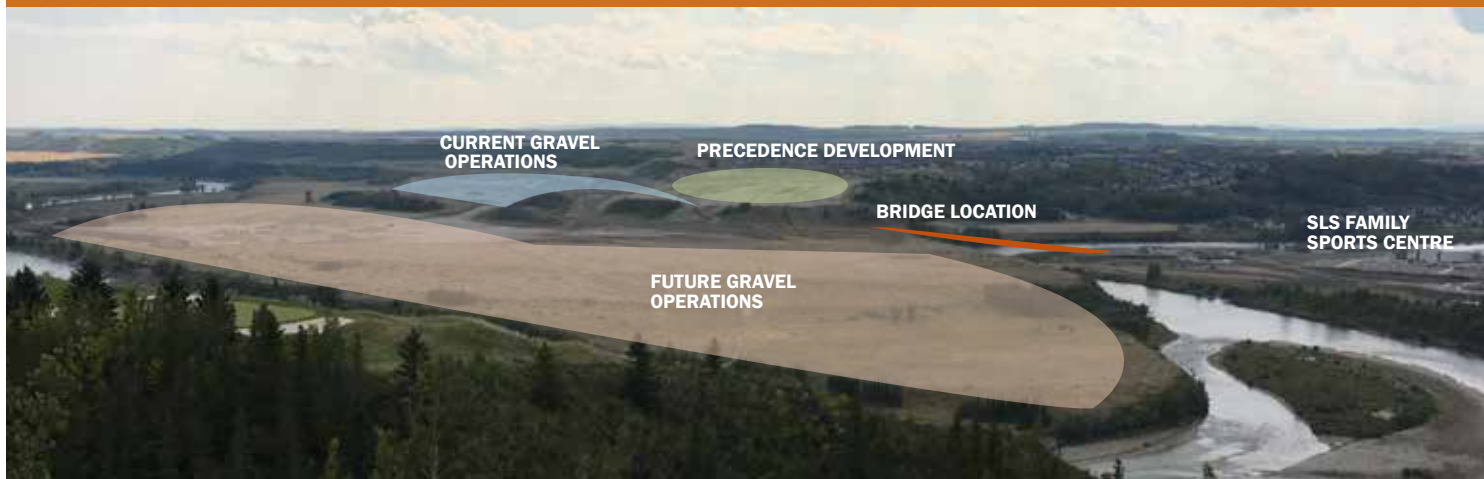 CURRENT GRAVEL
OPERATIONS
PRECEDENCE DEVELOPMENT
BRIDGE LOCATION
SLS FAMILY
SPORTS CENTRE
FUTURE GRAVEL
OPERATIONS